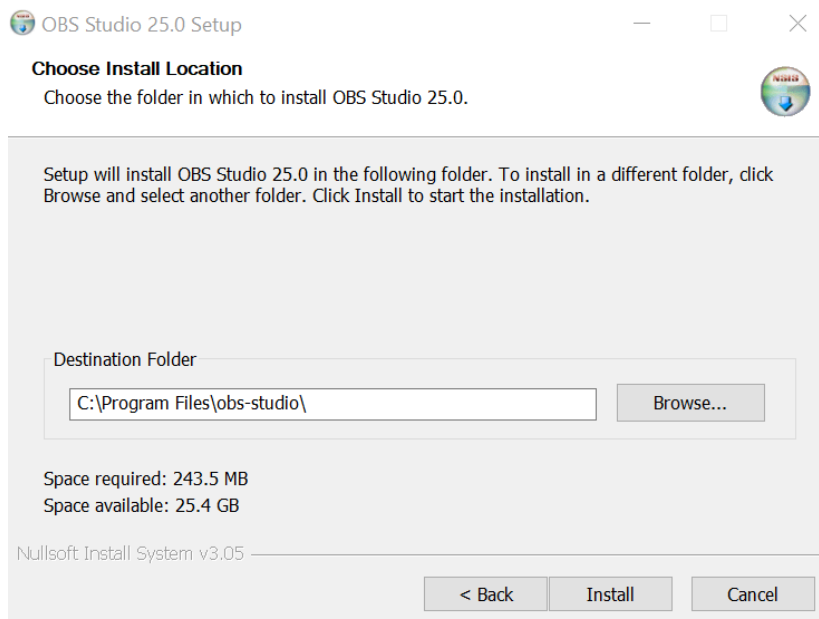 OBS Studio 25.0 Setup
Choose Install Location
Choose the folder in which to install OBS Studio 25.0.
NSIS
Setup will install OBS Studio 25.0 in the following folder. To install in a different folder, click
Browse and select another folder. Click Install to start the installation.
Destination Folder
C:\Program Files\obs-studio\
Browse...
Space required: 243.5 MB
Space available: 25.4 GB
Nullsoft Install System v3.05
< Back
Install
Cancel